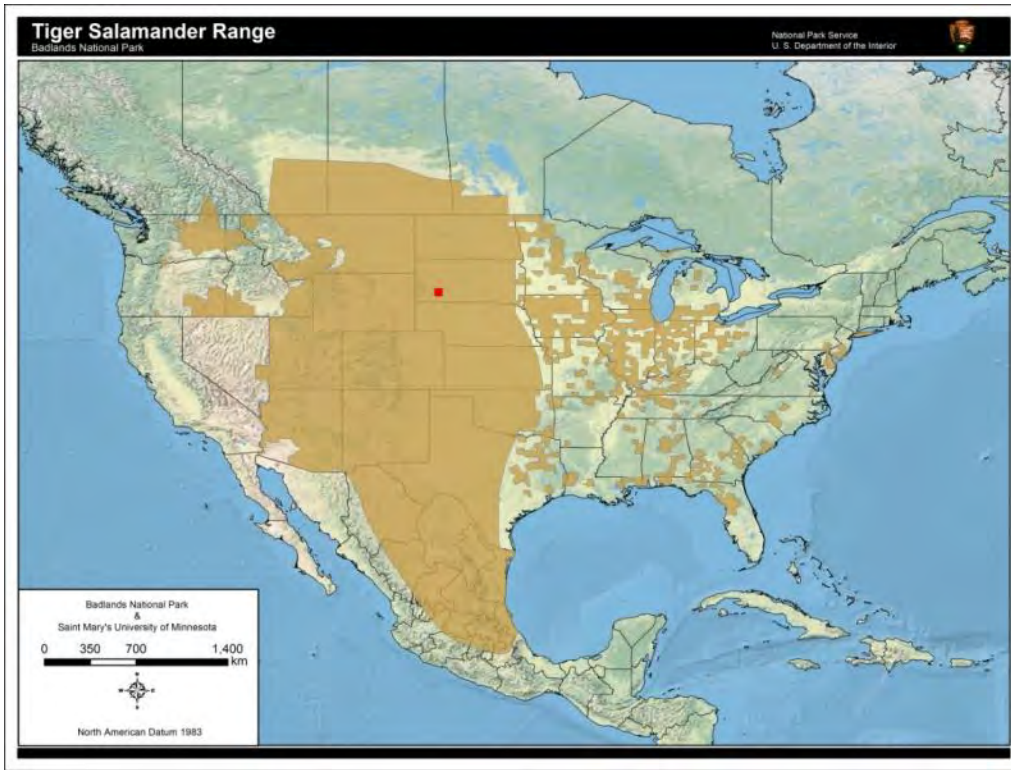 Tiger Salamander Range
Badlands National Park
National Park Service
U. S. Department of the Interior
Badlands National Park
&
Saint Mary's University of Minnesota
0 350 700 1,400
km
N
W E
S
North American Datum 1983